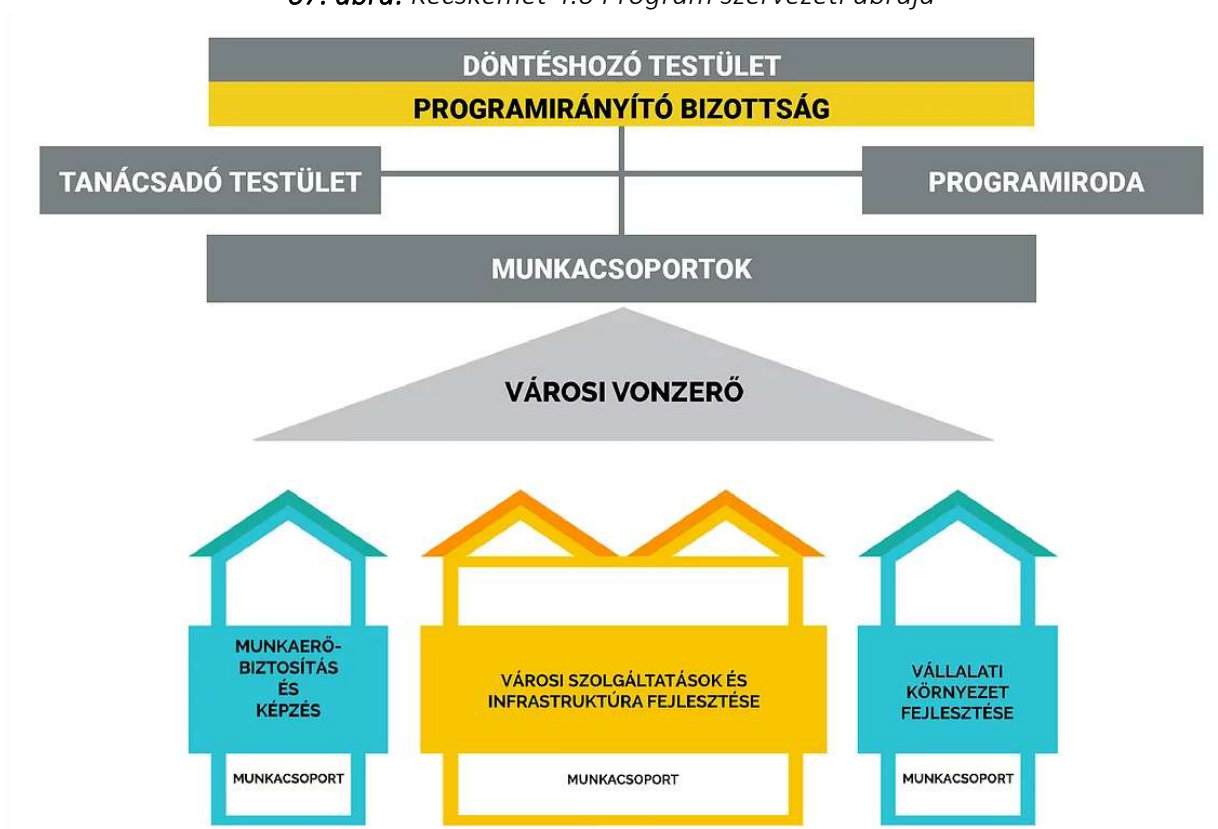 DÖNTÉSHOZÓ TESTÜLET
PROGRAMIRÁNYÍTÓ BIZOTTSÁG
TANÁCSADÓ TESTÜLET
PROGRAMIRODA
MUNKACSOPORTOK
VÁROSI VONZERŐ
MUNKAERŐ-
BIZTOSÍTÁS
ÉS
KÉPZÉS
MUNKACSOPORT
VÁROSI SZOLGÁLTATÁSOK ÉS
INFRASTRUKTÚRA FEJLESZTÉSE
MUNKACSOPORT
VÁLLALATI
KÖRNYEZET
FEJLESZTÉSE
MUNKACSOPORT